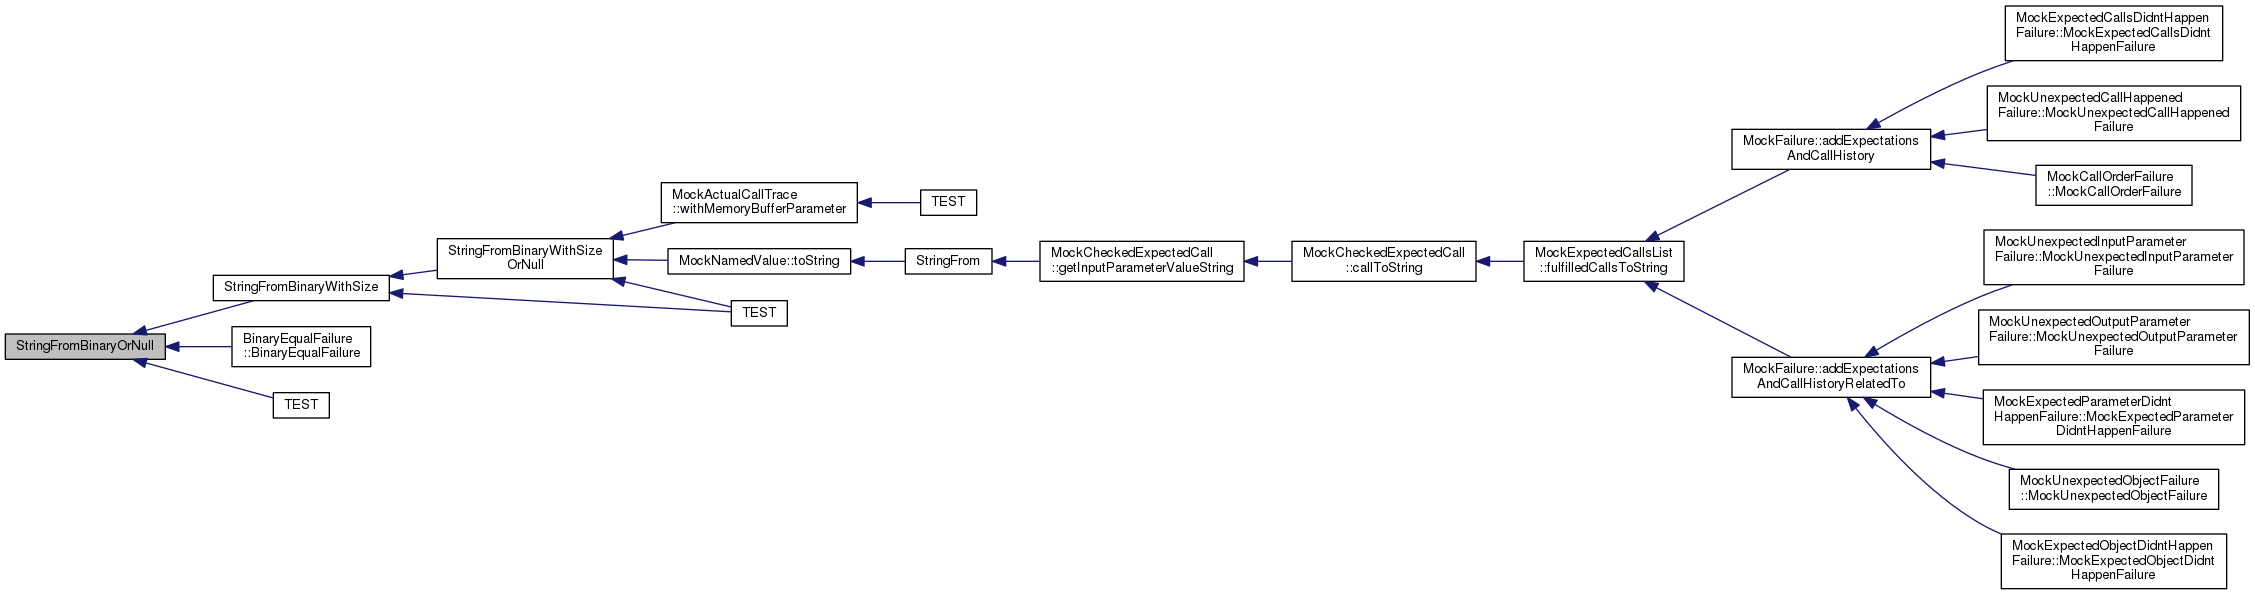 StringFromBinaryOrNull
StringFromBinaryWithSize
BinaryEqualFailure
::BinaryEqualFailure
TEST
StringFromBinaryWithSize
OrNull
MockActualCallTrace
::withMemoryBufferParameter
MockNamedValue::toString
TEST
TEST
StringFrom
MockCheckedExpectedCall
::getInputParameterValueString
MockCheckedExpectedCall
::callToString
MockExpectedCallsList
::fulfilledCallsToString
MockFailure::addExpectations
AndCallHistory
MockFailure::addExpectations
AndCallHistoryRelatedTo
MockExpectedCallsDidntHappen
Failure::MockExpectedCallsDidnt
HappenFailure
MockUnexpectedCallHappened
Failure::MockUnexpectedCallHappened
Failure
MockCallOrderFailure
::MockCallOrderFailure
MockUnexpectedInputParameter
Failure::MockUnexpectedInputParameter
Failure
MockUnexpectedOutputParameter
Failure::MockUnexpectedOutputParameter
Failure
MockExpectedParameterDidnt
HappenFailure::MockExpectedParameter
DidntHappenFailure
MockUnexpectedObjectFailure
::MockUnexpectedObjectFailure
MockExpectedObjectDidntHappen
Failure::MockExpectedObjectDidnt
HappenFailure